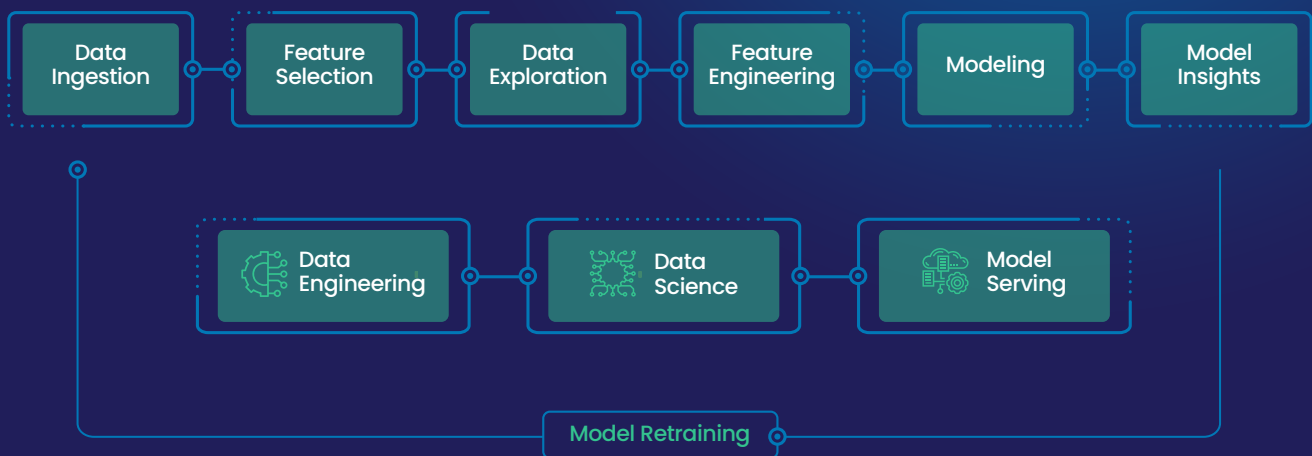 Data
Ingestion
Feature
Selection
Data
Exploration
Feature
Engineering
Modeling
Model
Insights
Data
Engineering
Data
Science
Model
Serving
Model Retraining